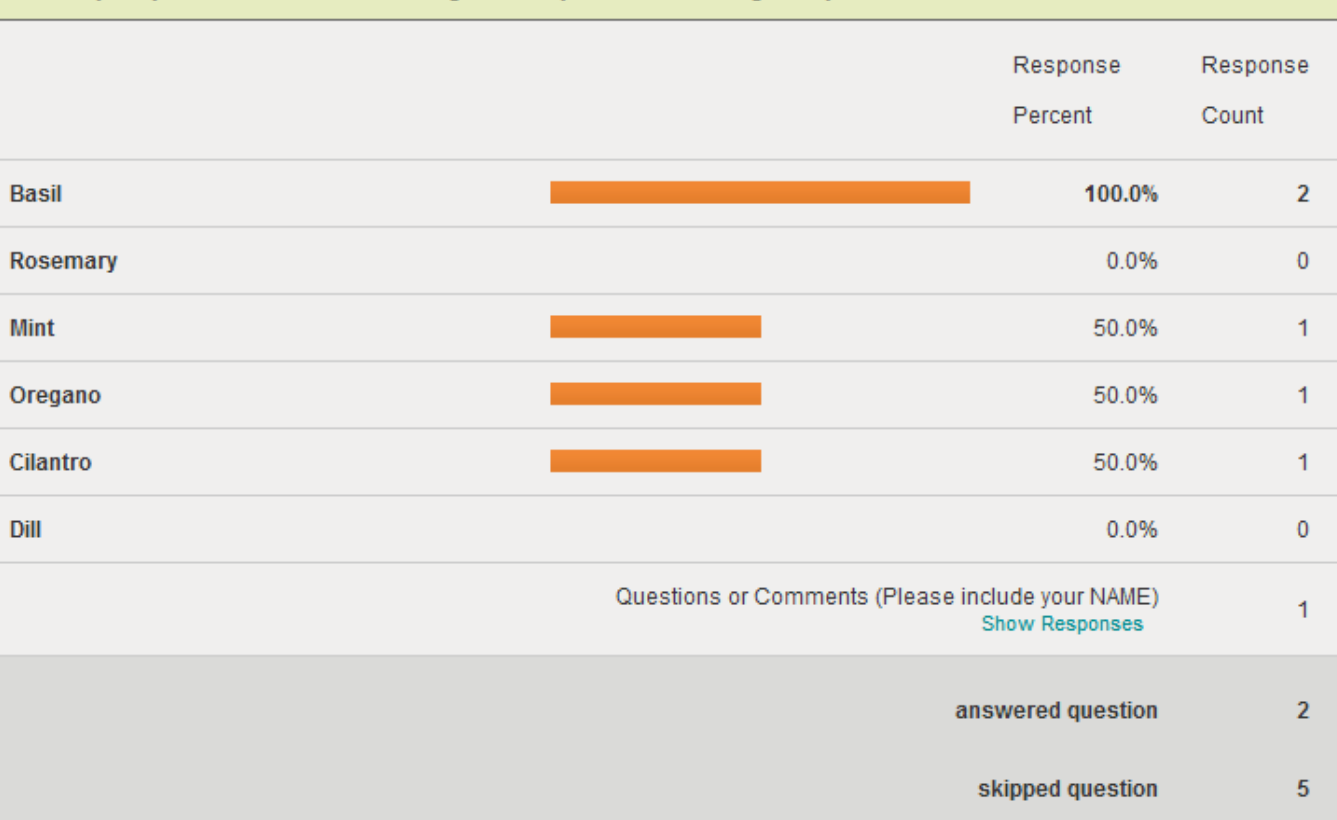 Response Response
Percent Count
Basil 100.0% 2
Rosemary 0.0% 0
Mint 50.0% 1
Oregano 50.0% 1
Cilantro 50.0% 1
Dill 0.0% 0
Questions or Comments (Please include your NAME) 1
Show Responses
answered question 2
skipped question 5